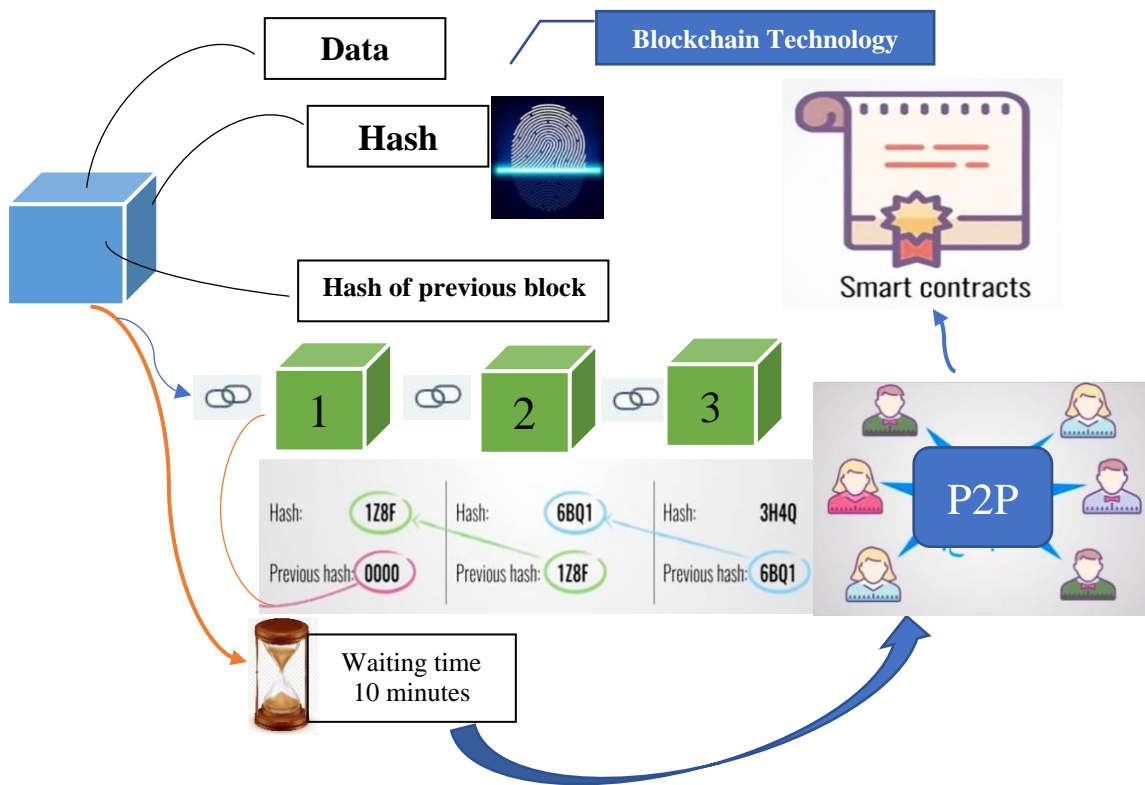 Data
Blockchain Technology
Hash
Hash of previous block
Smart contracts
1
2
3
P2P
Hash: 1Z8F
Previous hash: 0000
Hash: 6BQ1
Previous hash: 1Z8F
Hash: 3H4Q
Previous hash: 6BQ1
Waiting time
10 minutes